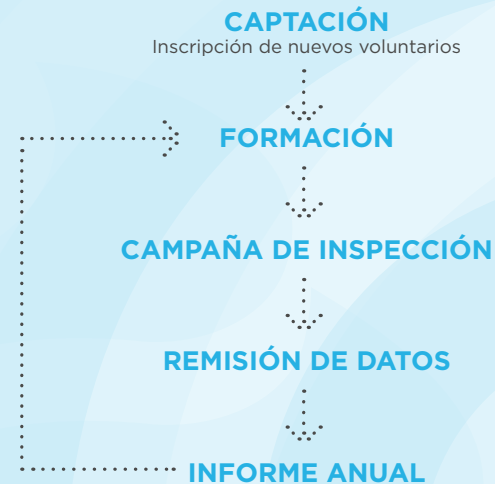 CAPTACIÓN
Inscripción de nuevos voluntarios
FORMACIÓN
CAMPAÑA DE INSPECCIÓN
REMISIÓN DE DATOS
INFORME ANUAL